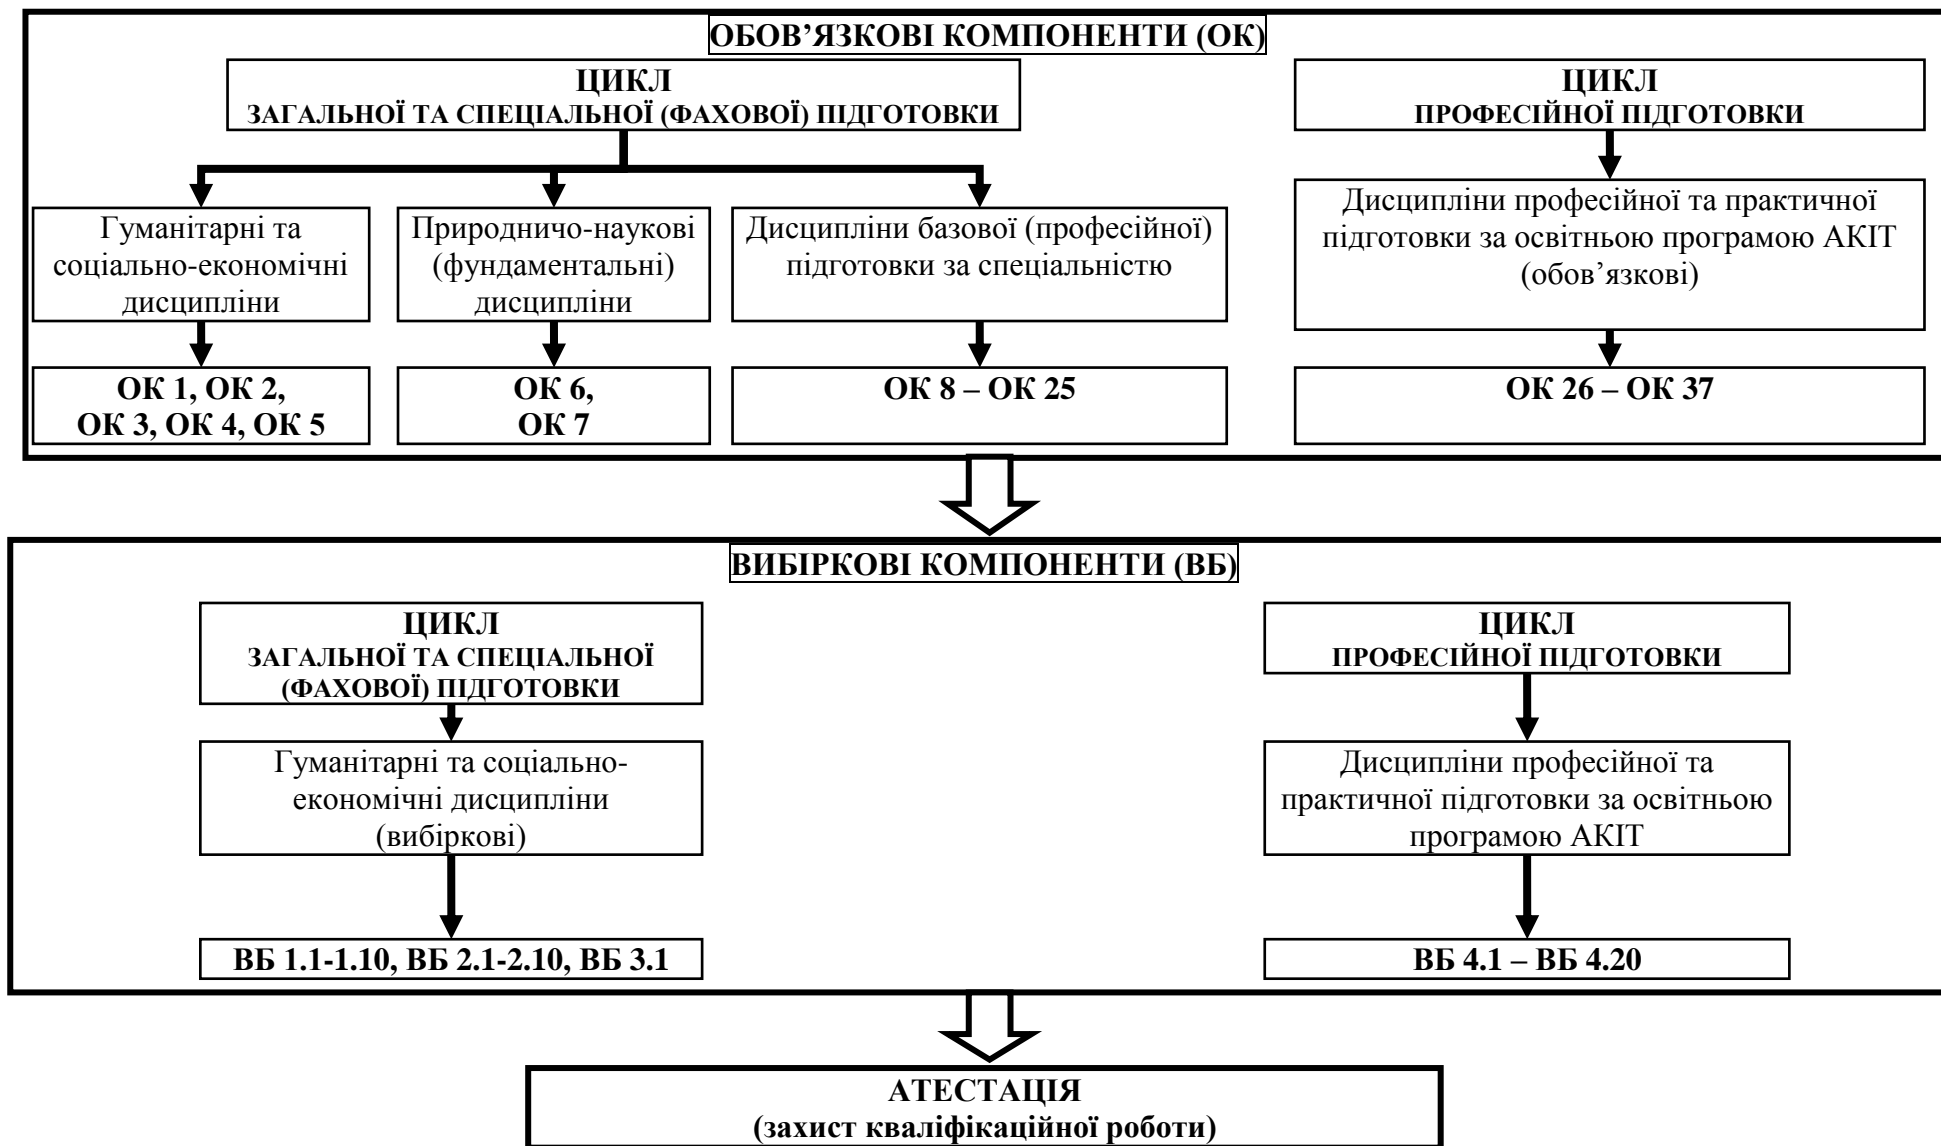 ОБОВ’ЯЗКОВІ КОМПОНЕНТИ (ОК)
ЦИКЛ
ЗАГАЛЬНОЇ ТА СПЕЦІАЛЬНОЇ (ФАХОВОЇ) ПІДГОТОВКИ
ЦИКЛ
ПРОФЕСІЙНОЇ ПІДГОТОВКИ
Гуманітарні та
соціально-економічні
дисципліни
Природничо-наукові
(фундаментальні)
дисципліни
Дисципліни базової (професійної)
підготовки за спеціальністю
Дисципліни професійної та практичної
підготовки за освітньою програмою АКІТ
(обов’язкові)
ОК 1, ОК 2,
ОК 3, ОК 4, ОК 5
ОК 6,
ОК 7
ОК 8 – ОК 25
ОК 26 – ОК 37
ВИБІРКОВІ КОМПОНЕНТИ (ВБ)
ЦИКЛ
ЗАГАЛЬНОЇ ТА СПЕЦІАЛЬНОЇ
(ФАХОВОЇ) ПІДГОТОВКИ
ЦИКЛ
ПРОФЕСІЙНОЇ ПІДГОТОВКИ
Гуманітарні та соціально-
економічні дисципліни
(вибіркові)
Дисципліни професійної та
практичної підготовки за освітньою
програмою АКІТ
ВБ 1.1-1.10, ВБ 2.1-2.10, ВБ 3.1
ВБ 4.1 – ВБ 4.20
АТЕСТАЦІЯ
(захист кваліфікаційної роботи)